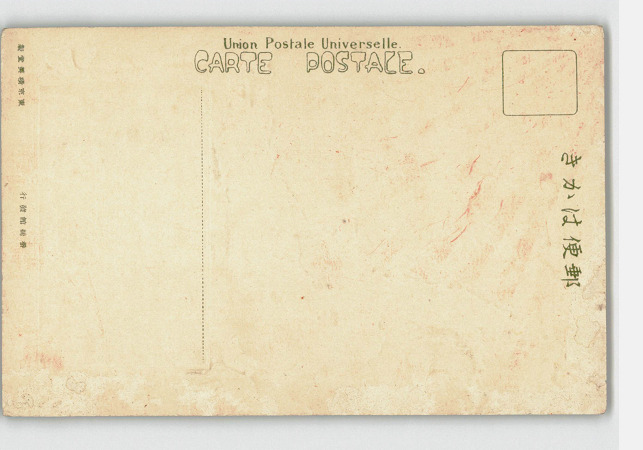 Union Postale Universelle.
CARTE POSTALE.
郵便はがき